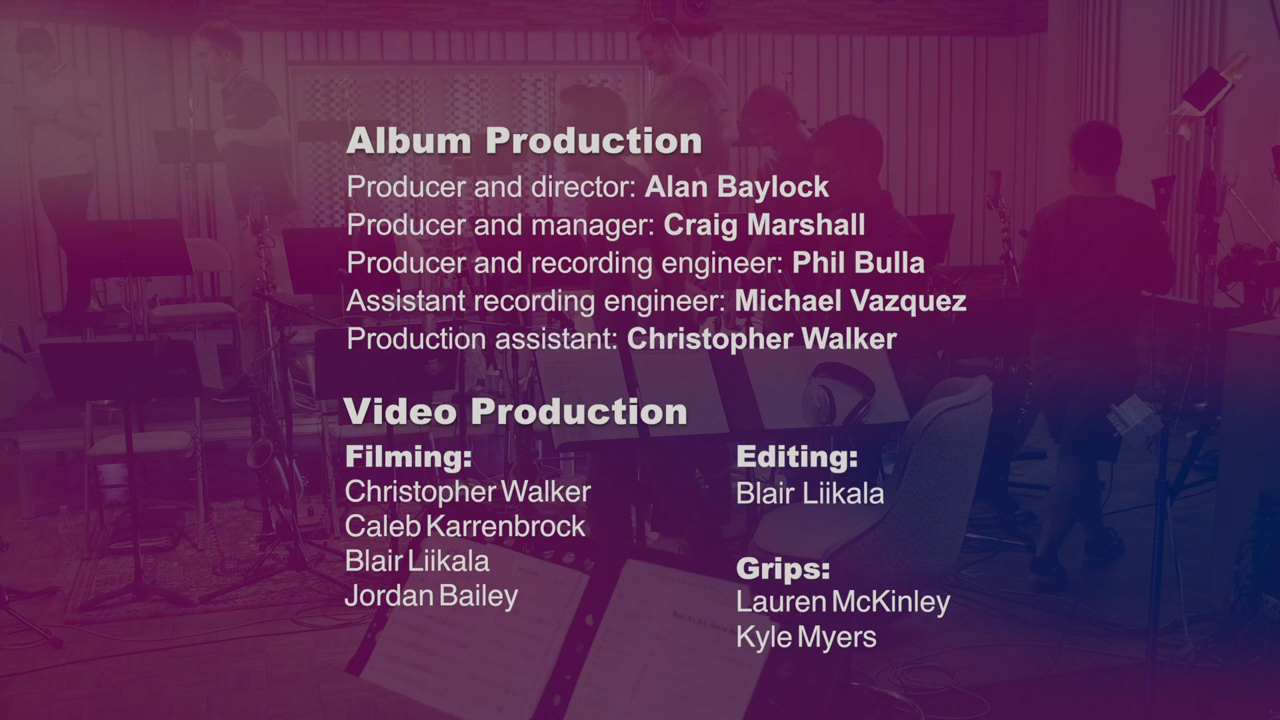 Album Production
Producer and director: Alan Baylock
Producer and manager: Craig Marshall
Producer and recording engineer: Phil Bulla
Assistant recording engineer: Michael Vazquez
Production assistant: Christopher Walker
Video Production
Filming:
Christopher Walker
Caleb Karrenbrock
Blair Liikala
Jordan Bailey
Editing:
Blair Liikala
Grips:
Lauren McKinley
Kyle Myers